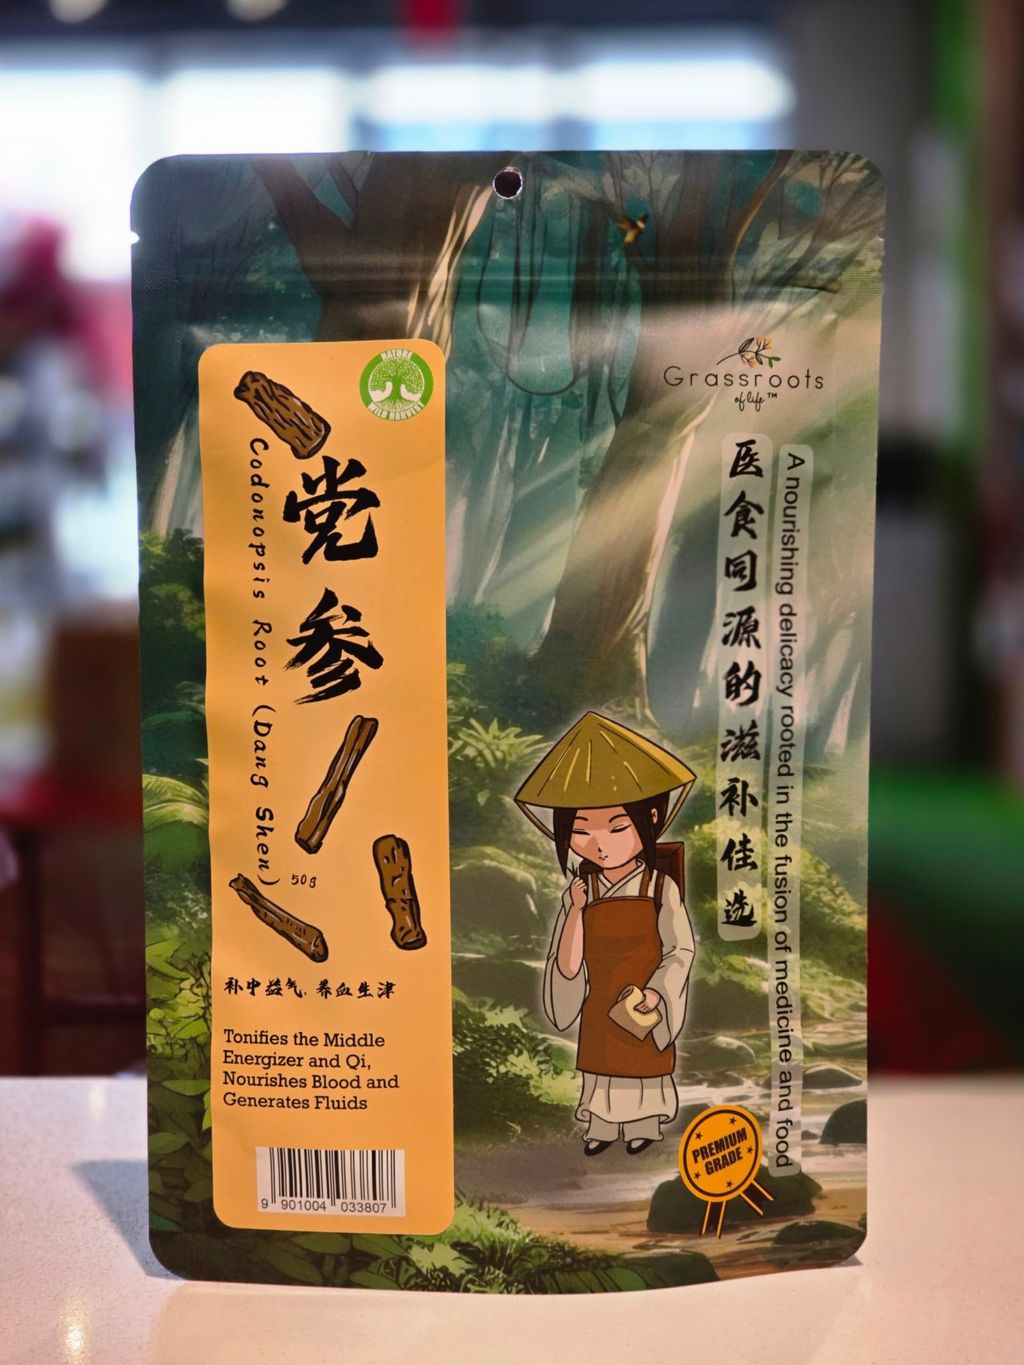 NATURE
WILD HARVEST
党参
Codonopsis Root (Dang Shen)
50g
补中益气, 养血生津
Tonifies the Middle
Energizer and Qi,
Nourishes Blood and
Generates Fluids
9 901004 033807
Grassroots
of life™
医食同源的滋补佳选
A nourishing delicacy rooted in the fusion of medicine and food
PREMIUM
GRADE